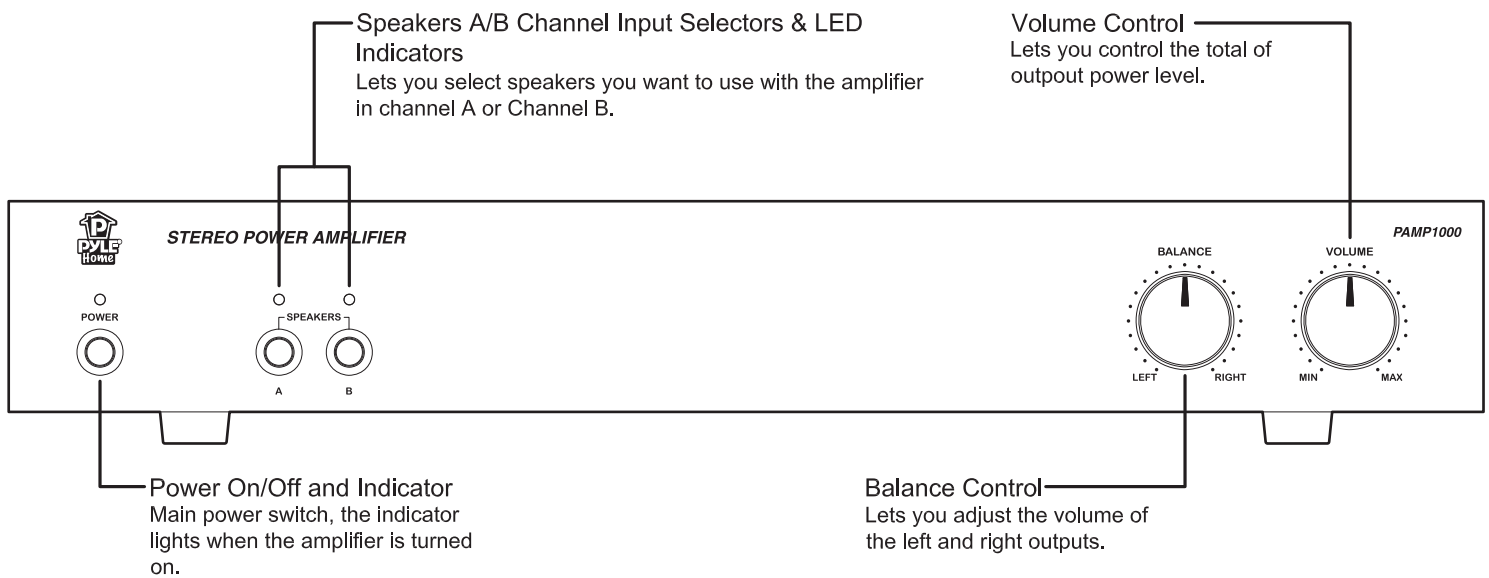 Speakers A/B Channel Input Selectors & LED
Indicators
Lets you select speakers you want to use with the amplifier
in channel A or Channel B.
Volume Control
Lets you control the total of
outpout power level.
P
PYLE
Home
STEREO POWER AMPLIFIER
PAMP1000
POWER
SPEAKERS
A
B
BALANCE
LEFT
RIGHT
VOLUME
MIN
MAX
Power On/Off and Indicator
Main power switch, the indicator
lights when the amplifier is turned
on.
Balance Control
Lets you adjust the volume of
the left and right outputs.